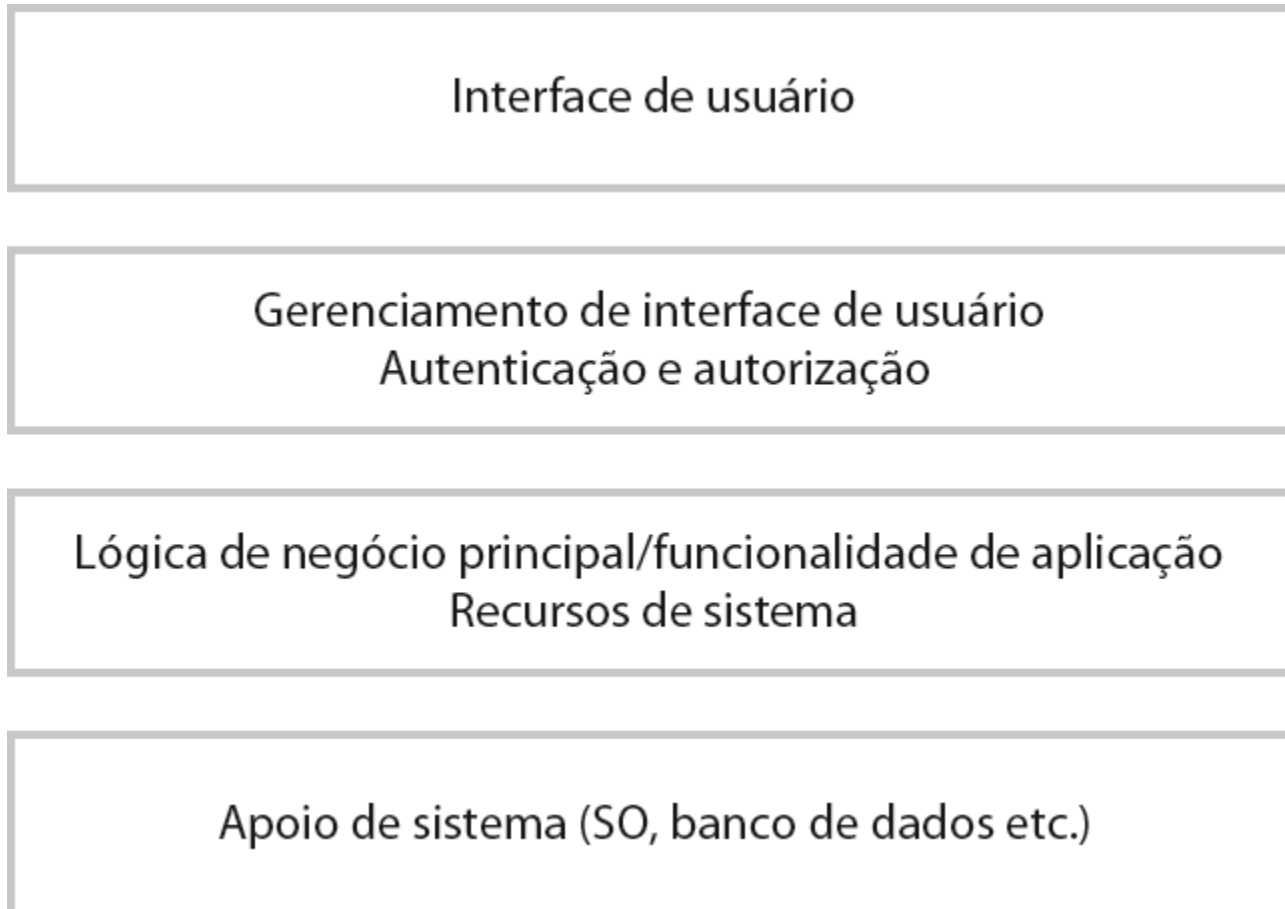 Interface de usuário
Gerenciamento de interface de usuário
Autenticação e autorização
Lógica de negócio principal/funcionalidade de aplicação
Recursos de sistema
Apoio de sistema (SO, banco de dados etc.)